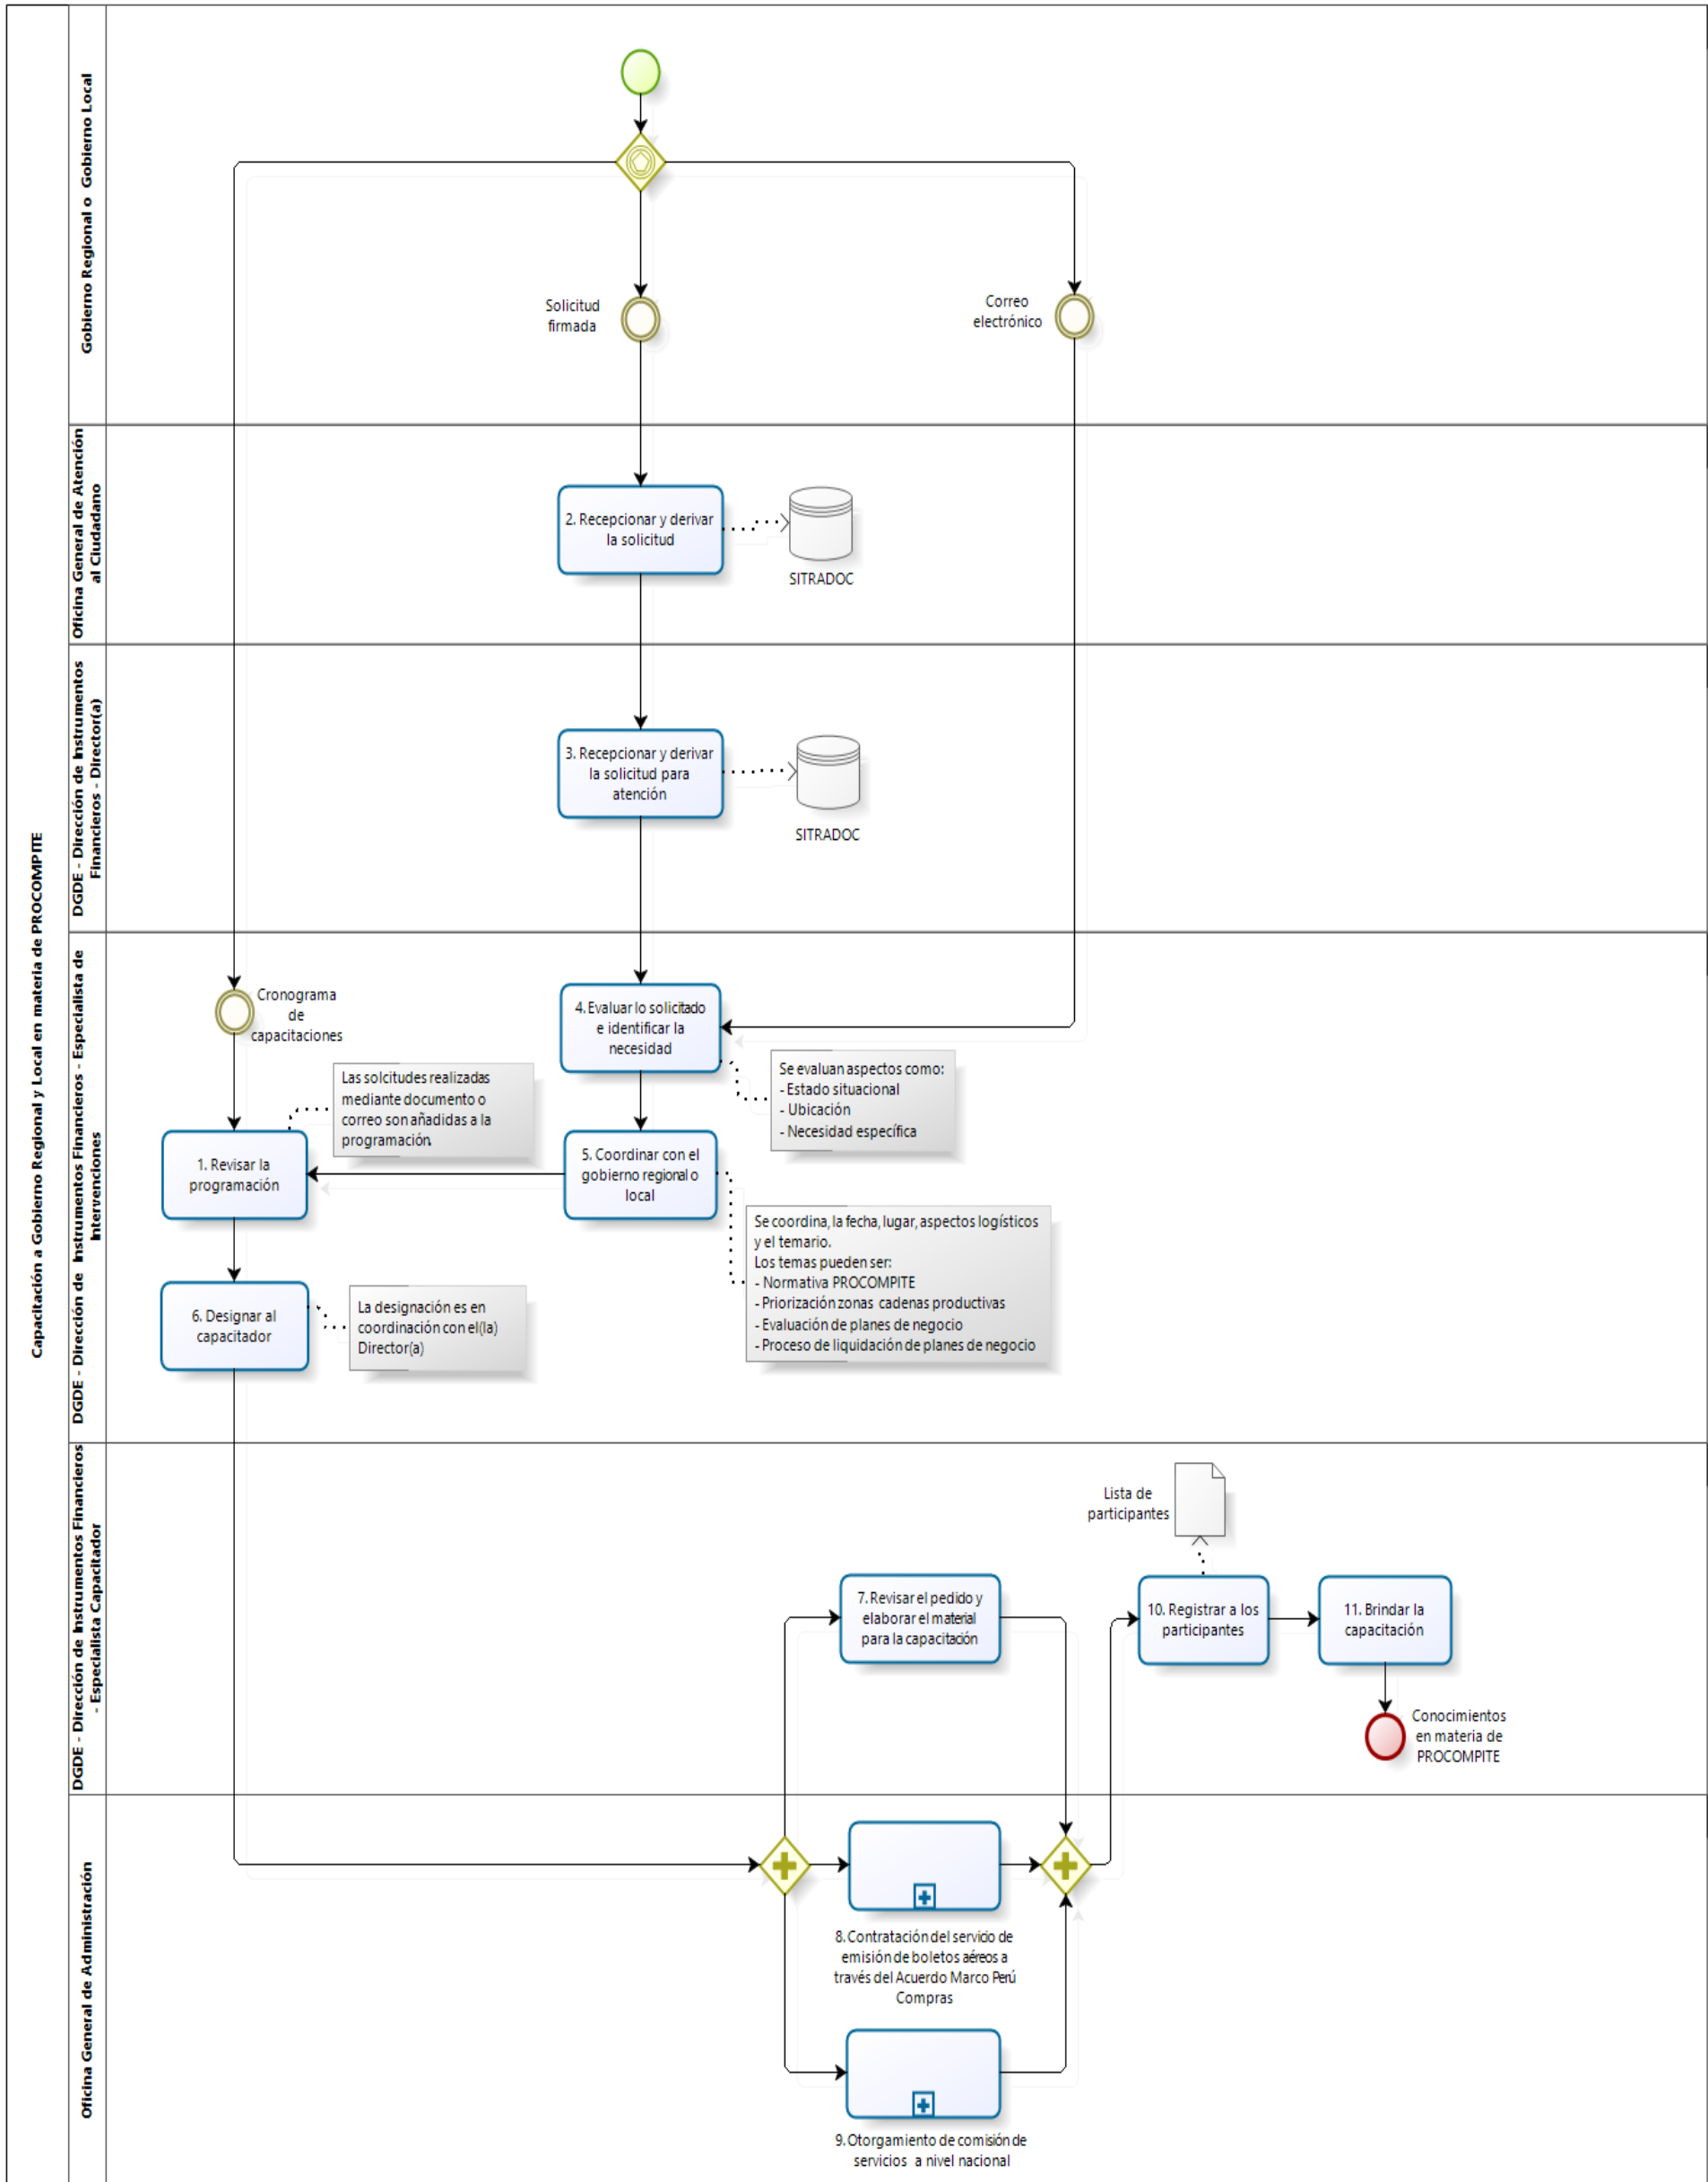 Capacitación a Gobierno Regional y Local en materia de PROCOMPITE
Gobierno Regional o Gobierno Local
Solicitud
firmada
Correo
electrónico
Oficina General de Atención
al Ciudadano
2. Recepcionar y derivar
la solicitud
SITRADOC
DGDE - Dirección de Instrumentos
Financieros - Director(a)
3. Recepcionar y derivar
la solicitud para
atención
SITRADOC
DGDE - Dirección de Instrumentos Financieros - Especialista de
Intervenciones
Cronograma
de
capacitaciones
4. Evaluar lo solicitado
e identificar la
necesidad
Se evaluan aspectos como:
- Estado situacional
- Ubicación
- Necesidad específica
Las solcitudes realizadas
mediante documento o
correo son añadidas a la
programación.
1. Revisar la
programación
5. Coordinar con el
gobierno regional o
local
Se coordina, la fecha, lugar, aspectos logísticos
y el temario.
Los temas pueden ser:
- Normativa PROCOMPITE
- Priorización zonas cadenas productivas
- Evaluación de planes de negocio
- Proceso de liquidación de planes de negocio
6. Designar al
capacitador
La designación es en
coordinación con el(la)
Director(a)
DGDE - Dirección de Instrumentos Financieros
- Especialista Capacitador
Lista de
participantes
7. Revisar el pedido y
elaborar el material
para la capacitación
10. Registrar a los
participantes
11. Brindar la
capacitación
Conocimientos
en materia de
PROCOMPITE
Oficina General de Administración
8. Contratación del servicio de
emisión de boletos aéreos a
través del Acuerdo Marco Perú
Compras
9. Otorgamiento de comisión de
servicios a nivel nacional